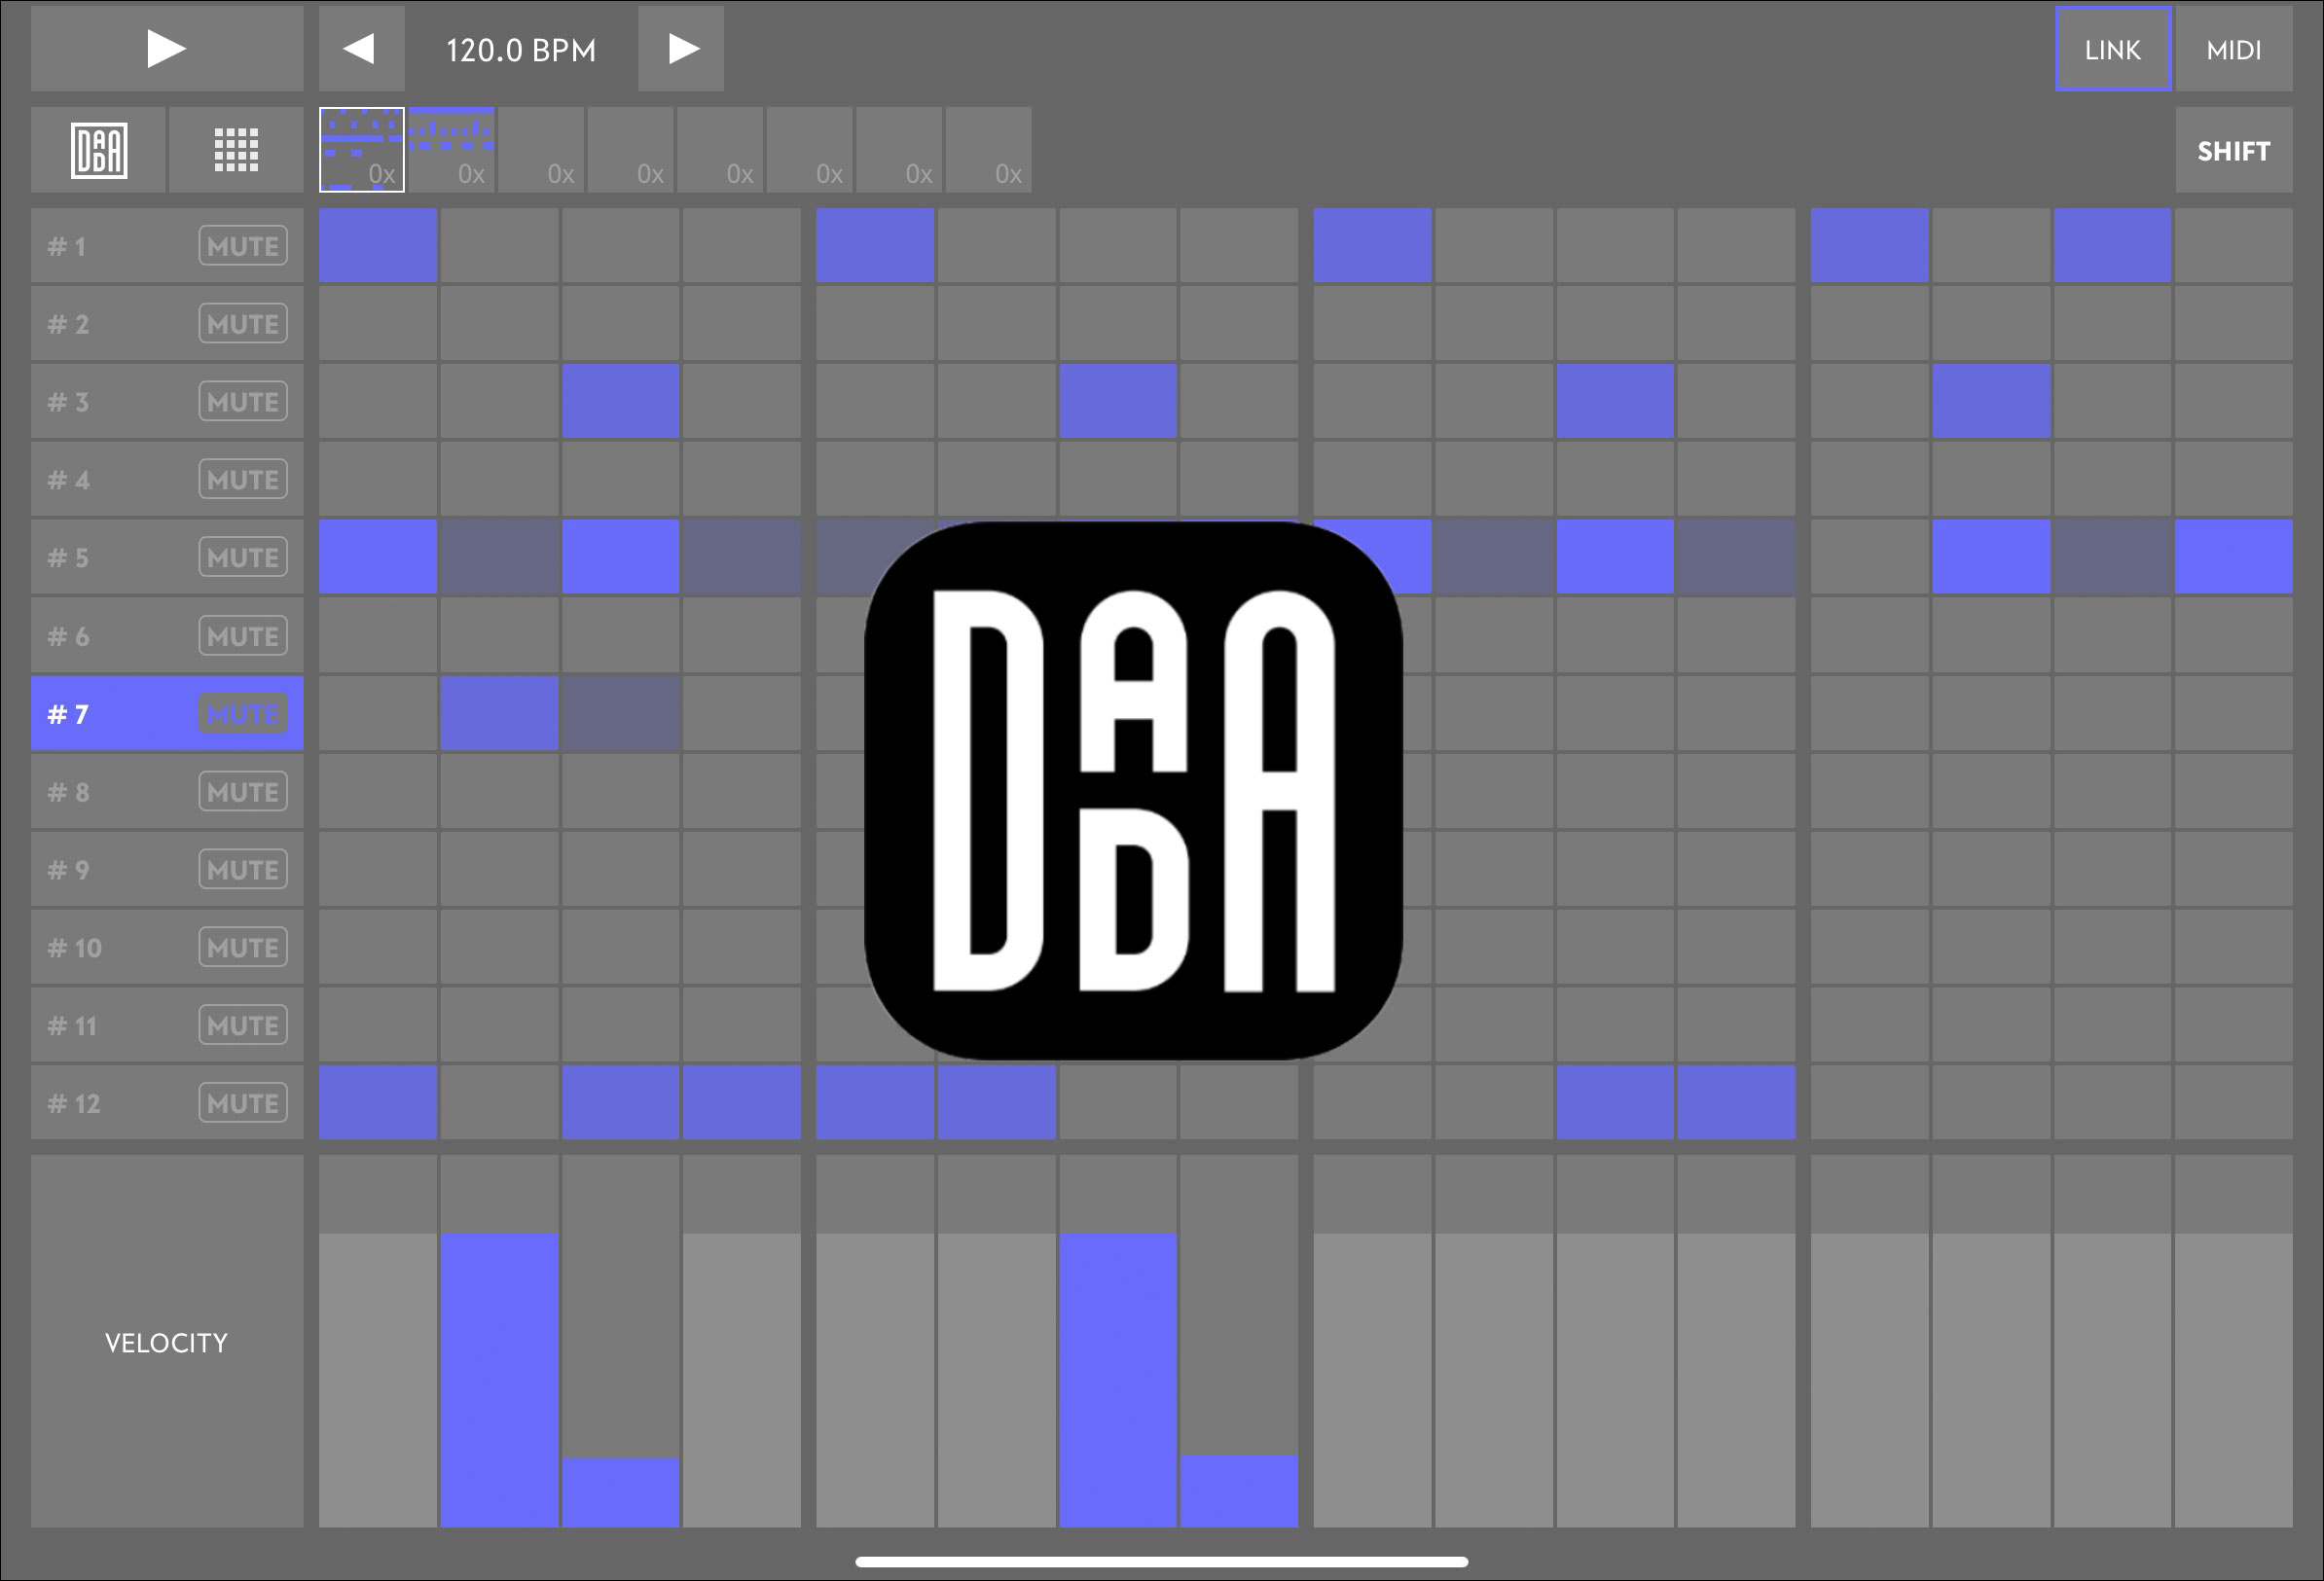 120.0 BPM
LINK
MIDI
DADA
0x
0x
0x
0x
0x
0x
0x
0x
SHIFT
# 1 MUTE
# 2 MUTE
# 3 MUTE
# 4 MUTE
# 5 MUTE
# 6 MUTE
# 7 MUTE
# 8 MUTE
# 9 MUTE
# 10 MUTE
# 11 MUTE
# 12 MUTE
DADA
VELOCITY